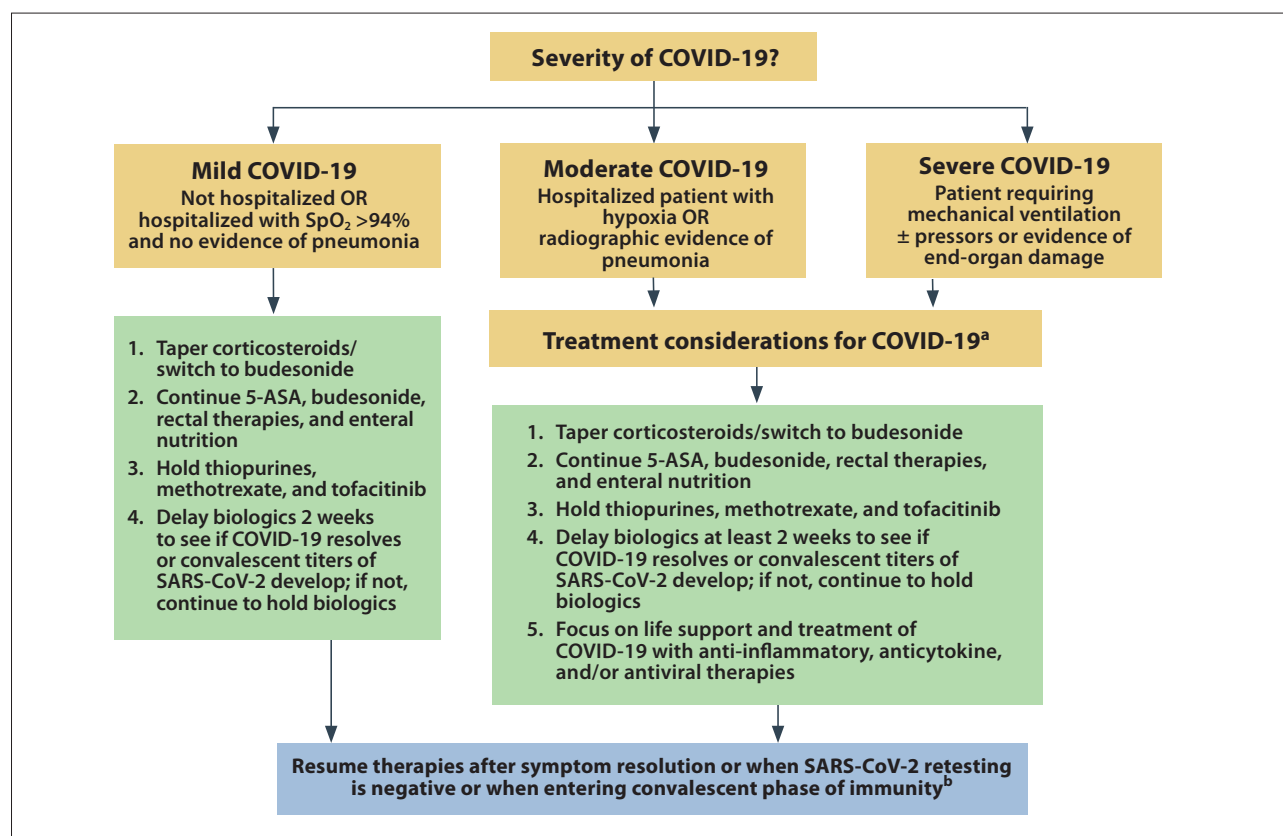 Severity of COVID-19?
Mild COVID-19
Not hospitalized OR
hospitalized with SpO₂ >94%
and no evidence of pneumonia
Moderate COVID-19
Hospitalized patient with
hypoxia OR
radiographic evidence of
pneumonia
Severe COVID-19
Patient requiring
mechanical ventilation
± pressors or evidence of
end-organ damage
1. Taper corticosteroids/
switch to budesonide
2. Continue 5-ASA, budesonide,
rectal therapies, and enteral
nutrition
3. Hold thiopurines,
methotrexate, and tofacitinib
4. Delay biologics 2 weeks
to see if COVID-19 resolves
or convalescent titers of
SARS-CoV-2 develop; if not,
continue to hold biologics
Treatment considerations for COVID-19ᵃ
1. Taper corticosteroids/switch to budesonide
2. Continue 5-ASA, budesonide, rectal therapies,
and enteral nutrition
3. Hold thiopurines, methotrexate, and tofacitinib
4. Delay biologics at least 2 weeks to see if
COVID-19 resolves or convalescent titers of
SARS-CoV-2 develop; if not, continue to hold
biologics
5. Focus on life support and treatment of
COVID-19 with anti-inflammatory, anticytokine,
and/or antiviral therapies
Resume therapies after symptom resolution or when SARS-CoV-2 retesting
is negative or when entering convalescent phase of immunityᵇ